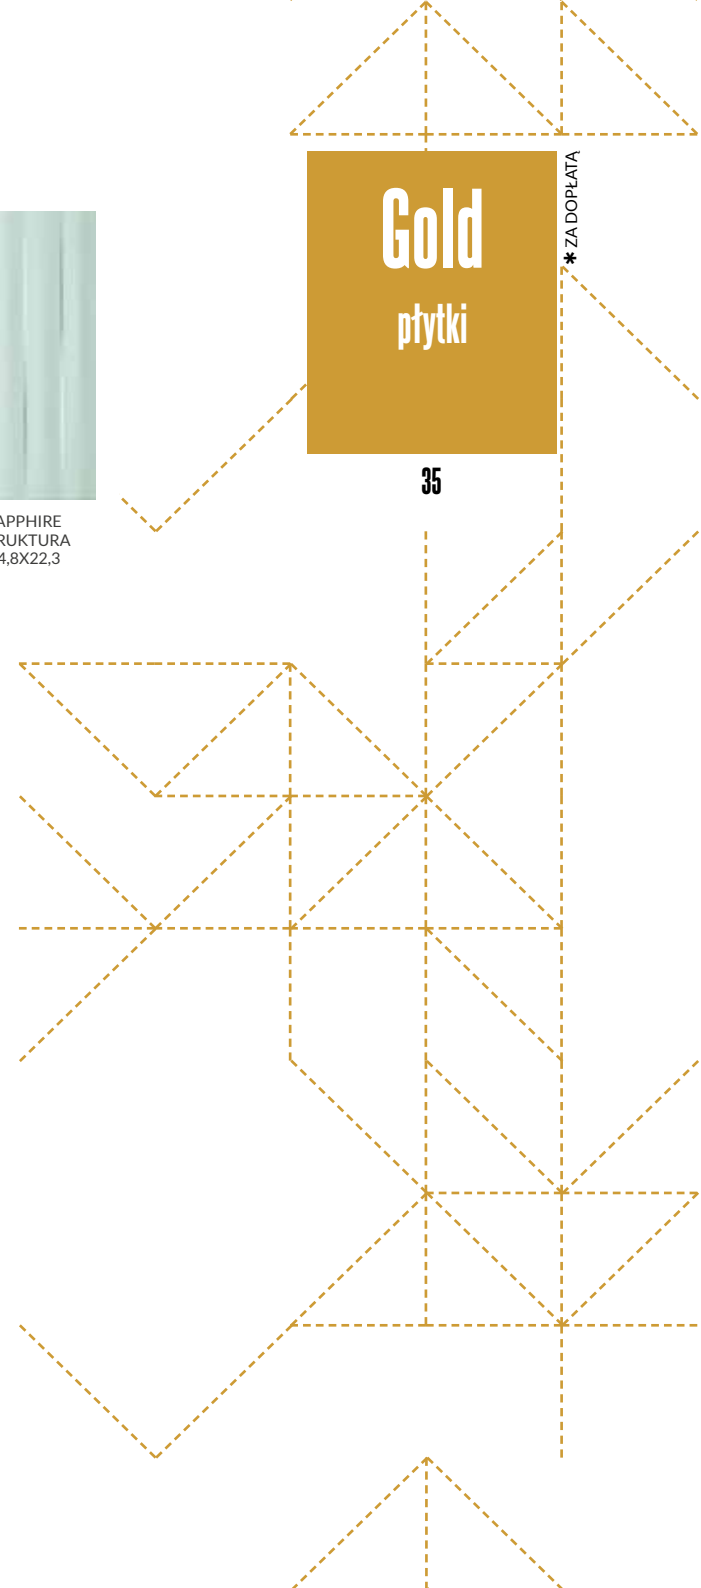 Gold
płytki
✱ ZA DOPŁATĄ
35
APPHIRE
RUKTURA
4,8X22,3